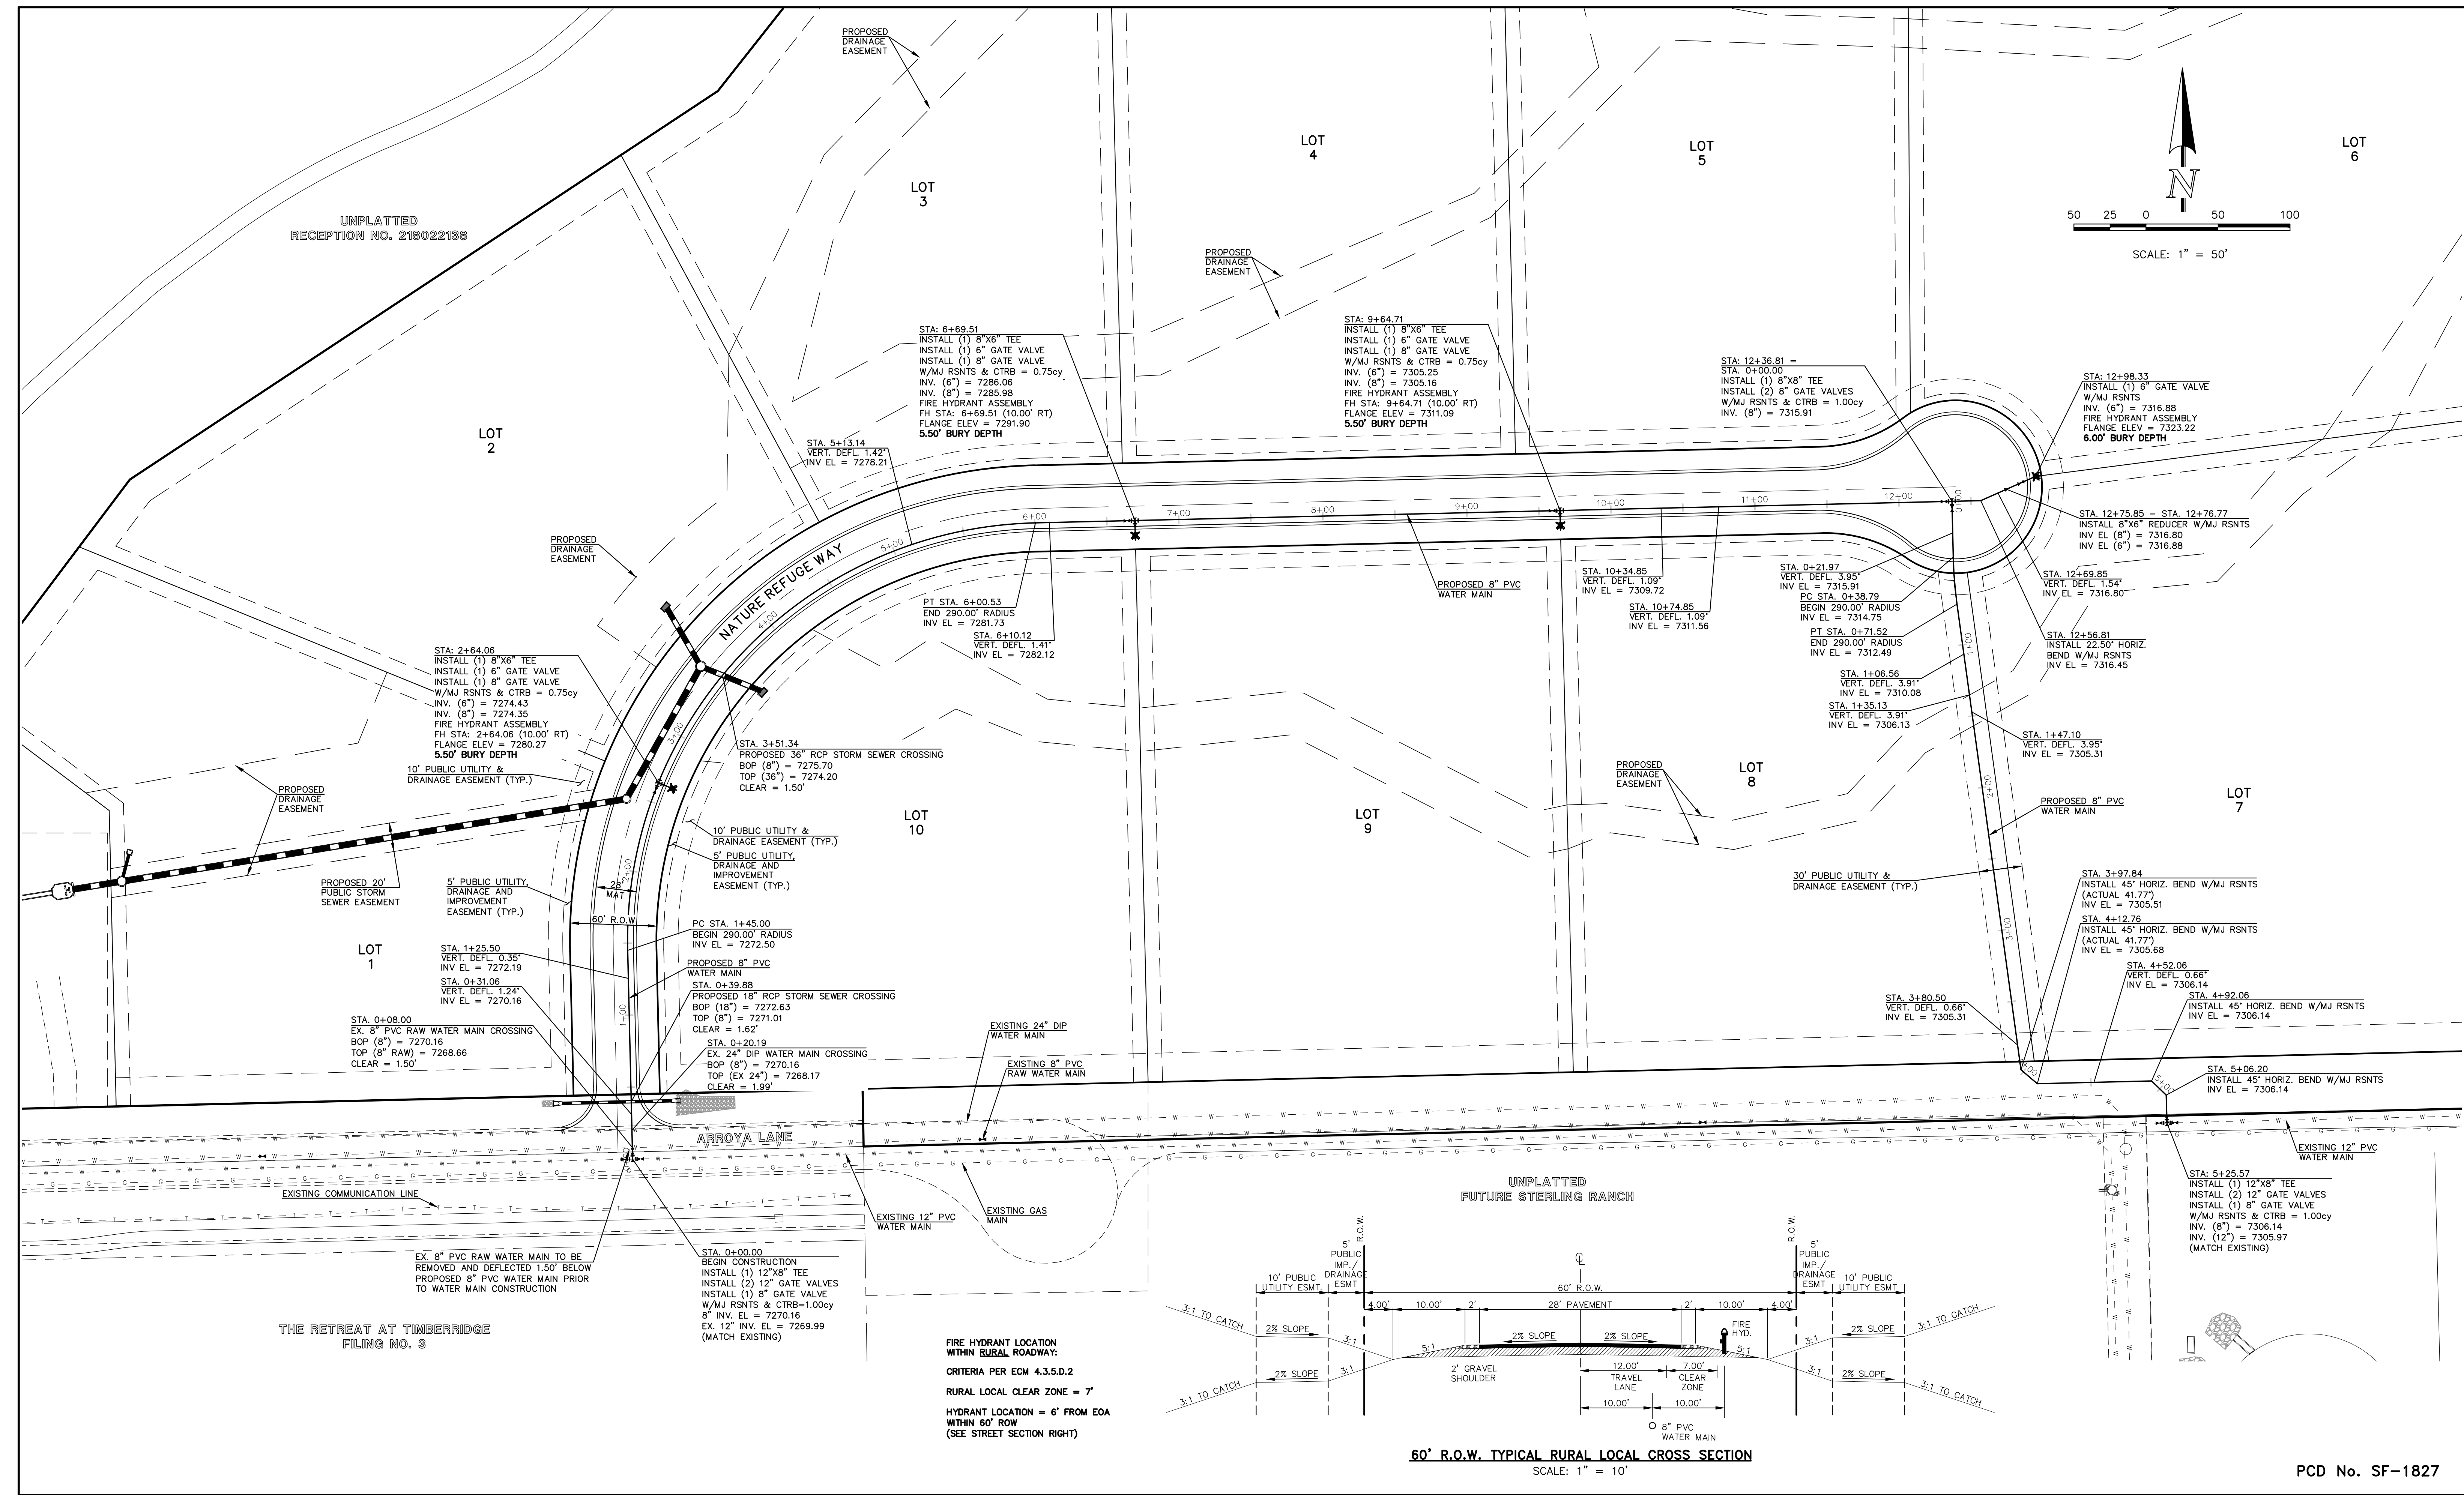 PROPOSED
DRAINAGE
EASEMENT
LOT
3
LOT
4
LOT
5
LOT
6
N
50 25 0 50 100
SCALE: 1" = 50'
UNPLATTED
RECEPTION NO. 218022138
PROPOSED
DRAINAGE
EASEMENT
STA: 6+69.51
INSTALL (1) 8"X6" TEE
INSTALL (1) 6" GATE VALVE
INSTALL (1) 8" GATE VALVE
W/MJ RSNTS & CTRB = 0.75cy
INV. (6") = 7286.06
INV. (8") = 7285.98
FIRE HYDRANT ASSEMBLY
FH STA: 6+69.51 (10.00' RT)
FLANGE ELEV = 7291.90
5.50' BURY DEPTH
STA: 9+64.71
INSTALL (1) 8"X6" TEE
INSTALL (1) 6" GATE VALVE
INSTALL (1) 8" GATE VALVE
W/MJ RSNTS & CTRB = 0.75cy
INV. (6") = 7305.25
INV. (8") = 7305.16
FIRE HYDRANT ASSEMBLY
FH STA: 9+64.71 (10.00' RT)
FLANGE ELEV = 7311.09
5.50' BURY DEPTH
STA: 12+36.81 =
STA. 0+00.00
INSTALL (1) 8"X8" TEE
INSTALL (2) 8" GATE VALVES
W/MJ RSNTS & CTRB = 1.00cy
INV. (8") = 7315.91
STA: 12+98.33
INSTALL (1) 6" GATE VALVE
W/MJ RSNTS
INV. (6") = 7316.88
FIRE HYDRANT ASSEMBLY
FLANGE ELEV = 7323.22
6.00' BURY DEPTH
LOT
2
STA. 5+13.14
VERT. DEFL. 1.42°
INV EL = 7278.21
6+00
7+00
8+00
9+00
10+00
11+00
12+00
0+00
STA. 12+75.85 - STA. 12+76.77
INSTALL 8"X6" REDUCER W/MJ RSNTS
INV EL (8") = 7316.80
INV EL (6") = 7316.88
PROPOSED
DRAINAGE
EASEMENT
NATURE REFUGE WAY
5+00
4+00
3+00
2+00
1+00
PROPOSED 8" PVC
WATER MAIN
STA. 10+34.85
VERT. DEFL. 1.09°
INV EL = 7309.72
STA. 10+74.85
VERT. DEFL. 1.09°
INV EL = 7311.56
STA. 0+21.97
VERT. DEFL. 3.95°
INV EL = 7315.91
PC STA. 0+38.79
BEGIN 290.00' RADIUS
INV EL = 7314.75
PT STA. 0+71.52
END 290.00' RADIUS
INV EL = 7312.49
STA. 12+69.85
VERT. DEFL. 1.54°
INV EL = 7316.80
STA. 12+56.81
INSTALL 22.50° HORIZ.
BEND W/MJ RSNTS
INV EL = 7316.45
PT STA. 6+00.53
END 290.00' RADIUS
INV EL = 7281.73
STA. 6+10.12
VERT. DEFL. 1.41°
INV EL = 7282.12
STA: 2+64.06
INSTALL (1) 8"X6" TEE
INSTALL (1) 6" GATE VALVE
INSTALL (1) 8" GATE VALVE
W/MJ RSNTS & CTRB = 0.75cy
INV. (6") = 7274.43
INV. (8") = 7274.35
FIRE HYDRANT ASSEMBLY
FH STA: 2+64.06 (10.00' RT)
FLANGE ELEV = 7280.27
5.50' BURY DEPTH
10' PUBLIC UTILITY &
DRAINAGE EASEMENT (TYP.)
STA. 3+51.34
PROPOSED 36" RCP STORM SEWER CROSSING
BOP (8") = 7275.70
TOP (36") = 7274.20
CLEAR = 1.50'
STA. 1+06.56
VERT. DEFL. 3.91°
INV EL = 7310.08
STA. 1+35.13
VERT. DEFL. 3.91°
INV EL = 7306.13
STA. 1+47.10
VERT. DEFL. 3.95°
INV EL = 7305.31
1+00
2+00
3+00
4+00
5+00
PROPOSED
DRAINAGE
EASEMENT
PROPOSED
DRAINAGE
EASEMENT
LOT
8
PROPOSED 8" PVC
WATER MAIN
LOT
7
LOT
10
LOT
9
10' PUBLIC UTILITY &
DRAINAGE EASEMENT (TYP.)
5' PUBLIC UTILITY,
DRAINAGE AND
IMPROVEMENT
EASEMENT (TYP.)
PROPOSED 20'
PUBLIC STORM
SEWER EASEMENT
5' PUBLIC UTILITY,
DRAINAGE AND
IMPROVEMENT
EASEMENT (TYP.)
28'
MAT
60' R.O.W
30' PUBLIC UTILITY &
DRAINAGE EASEMENT (TYP.)
STA. 3+97.84
INSTALL 45° HORIZ. BEND W/MJ RSNTS
(ACTUAL 41.77°)
INV EL = 7305.51
STA. 4+12.76
INSTALL 45° HORIZ. BEND W/MJ RSNTS
(ACTUAL 41.77°)
INV EL = 7305.68
STA. 4+52.06
VERT. DEFL. 0.66°
INV EL = 7306.14
STA. 4+92.06
INSTALL 45° HORIZ. BEND W/MJ RSNTS
INV EL = 7306.14
STA. 3+80.50
VERT. DEFL. 0.66°
INV EL = 7305.31
STA. 5+06.20
INSTALL 45° HORIZ. BEND W/MJ RSNTS
INV EL = 7306.14
LOT
1
STA. 1+25.50
VERT. DEFL. 0.35°
INV EL = 7272.19
STA. 0+31.06
VERT. DEFL. 1.24°
INV EL = 7270.16
STA. 0+08.00
EX. 8" PVC RAW WATER MAIN CROSSING
BOP (8") = 7270.16
TOP (8" RAW) = 7268.66
CLEAR = 1.50'
PC STA. 1+45.00
BEGIN 290.00' RADIUS
INV EL = 7272.50
PROPOSED 8" PVC
WATER MAIN
STA. 0+39.88
PROPOSED 18" RCP STORM SEWER CROSSING
BOP (18") = 7272.63
TOP (8") = 7271.01
CLEAR = 1.62'
STA. 0+20.19
EX. 24" DIP WATER MAIN CROSSING
BOP (8") = 7270.16
TOP (EX 24") = 7268.17
CLEAR = 1.99'
EXISTING 24" DIP
WATER MAIN
EXISTING 8" PVC
RAW WATER MAIN
ARROYA LANE
EXISTING COMMUNICATION LINE
EXISTING 12" PVC
WATER MAIN
EXISTING GAS
MAIN
EXISTING 12" PVC
WATER MAIN
UNPLATTED
FUTURE STERLING RANCH
STA: 5+25.57
INSTALL (1) 12"X8" TEE
INSTALL (2) 12" GATE VALVES
INSTALL (1) 8" GATE VALVE
W/MJ RSNTS & CTRB = 1.00cy
INV. (8") = 7306.14
INV. (12") = 7305.97
(MATCH EXISTING)
EX. 8" PVC RAW WATER MAIN TO BE
REMOVED AND DEFLECTED 1.50' BELOW
PROPOSED 8" PVC WATER MAIN PRIOR
TO WATER MAIN CONSTRUCTION
STA. 0+00.00
BEGIN CONSTRUCTION
INSTALL (1) 12"X8" TEE
INSTALL (2) 12" GATE VALVES
INSTALL (1) 8" GATE VALVE
W/MJ RSNTS & CTRB=1.00cy
8" INV. EL = 7270.16
EX. 12" INV. EL = 7269.99
(MATCH EXISTING)
THE RETREAT AT TIMBERRIDGE
FILING NO. 3
FIRE HYDRANT LOCATION
WITHIN RURAL ROADWAY:
CRITERIA PER ECM 4.3.5.D.2
RURAL LOCAL CLEAR ZONE = 7'
HYDRANT LOCATION = 6' FROM EOA
WITHIN 60' ROW
(SEE STREET SECTION RIGHT)
R.O.W.
R.O.W.
5'
PUBLIC
IMP./
DRAINAGE
ESMT
5'
PUBLIC
IMP./
DRAINAGE
ESMT
10' PUBLIC
UTILITY ESMT
10' PUBLIC
UTILITY ESMT
60' R.O.W.
4.00' 10.00' 2' 28' PAVEMENT 2' 10.00' 4.00'
3:1 TO CATCH
2% SLOPE
3:1
5:1
2% SLOPE
2% SLOPE
FIRE
HYD.
5:1
3:1
2% SLOPE
3:1 TO CATCH
3:1 TO CATCH
2% SLOPE
3:1
2' GRAVEL
SHOULDER
12.00'
TRAVEL
LANE
7.00'
CLEAR
ZONE
3:1
2% SLOPE
3:1 TO CATCH
10.00' 10.00'
8" PVC
WATER MAIN
60' R.O.W. TYPICAL RURAL LOCAL CROSS SECTION
SCALE: 1" = 10'
PCD No. SF-1827